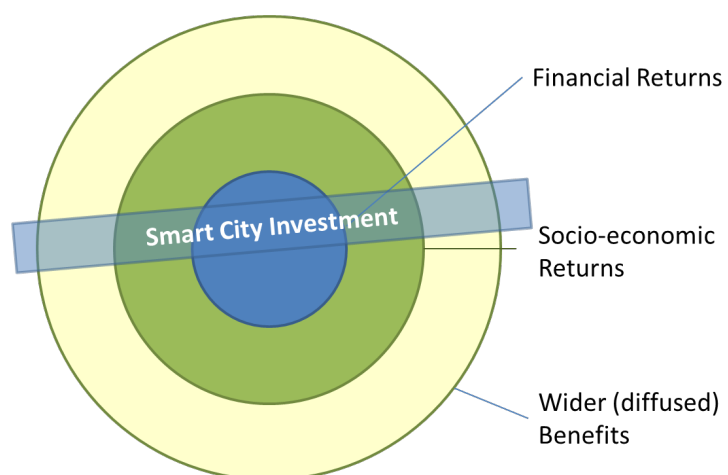 Financial Returns
Smart City Investment
Socio-economic
Returns
Wider (diffused)
Benefits